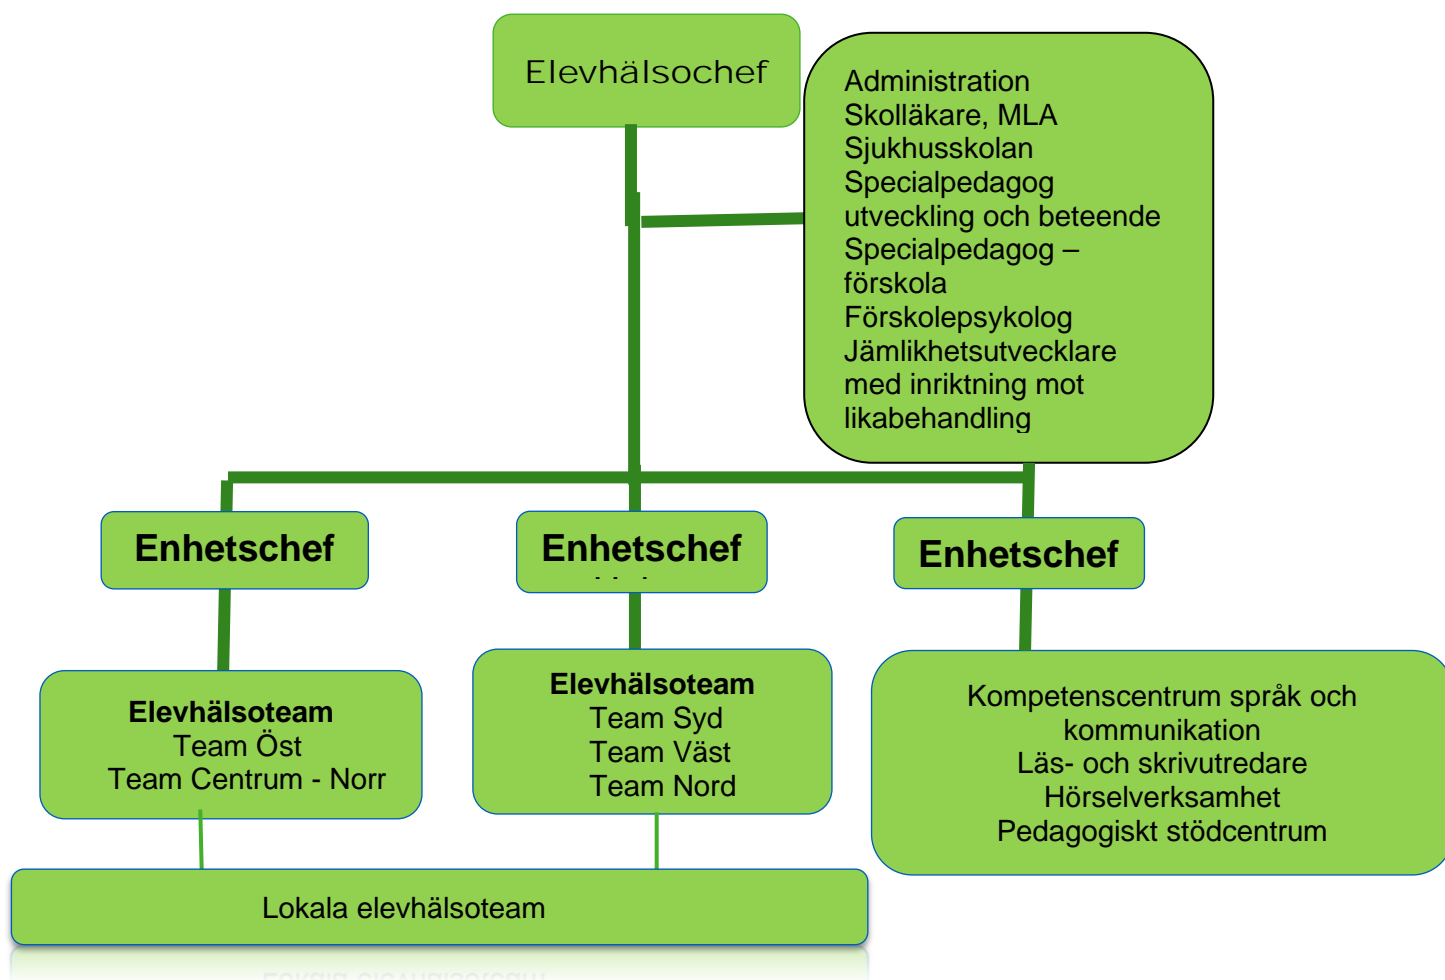 Elevhälsochef
Administration
Skolläkare, MLA
Sjukhusskolan
Specialpedagog
utveckling och beteende
Specialpedagog –
förskola
Förskolepsykolog
Jämlikhetsutvecklare
med inriktning mot
likabehandling
Enhetschef
Enhetschef
Enhetschef
Elevhälsoteam
Team Öst
Team Centrum - Norr
Elevhälsoteam
Team Syd
Team Väst
Team Nord
Kompetenscentrum språk och
kommunikation
Läs- och skrivutredare
Hörselverksamhet
Pedagogiskt stödcentrum
Lokala elevhälsoteam